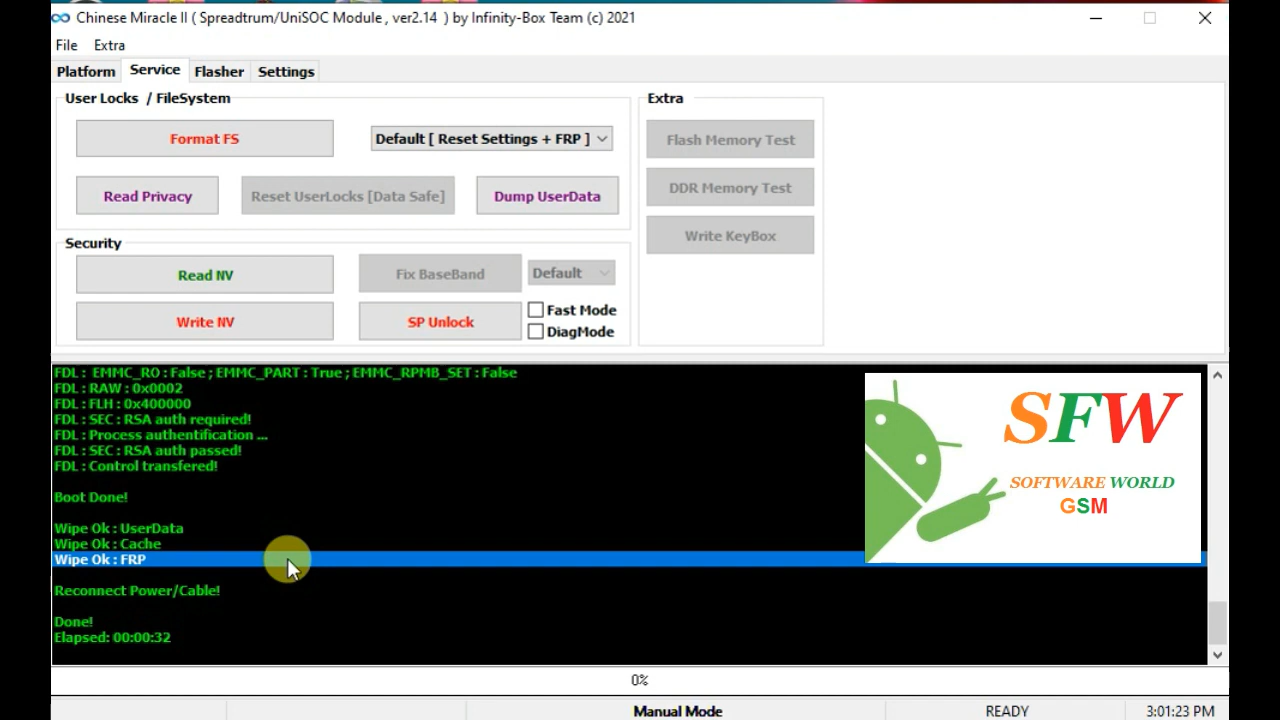 Chinese Miracle II ( Spreadtrum/UniSOC Module , ver2.14 ) by Infinity-Box Team (c) 2021
File Extra
Platform Service Flasher Settings
User Locks / FileSystem
Format FS
Default [ Reset Settings + FRP ]
Read Privacy
Reset UserLocks [Data Safe]
Dump UserData
Security
Read NV
Fix BaseBand
Default
Write NV
SP Unlock
Fast Mode
DiagMode
Extra
Flash Memory Test
DDR Memory Test
Write KeyBox
FDL : EMMC_RO : False ; EMMC_PART : True ; EMMC_RPMB_SET : False
FDL : RAW : 0x0002
FDL : FLH : 0x400000
FDL : SEC : RSA auth required!
FDL : Process authentification ...
FDL : SEC : RSA auth passed!
FDL : Control transfered!
Boot Done!
Wipe Ok : UserData
Wipe Ok : Cache
Wipe Ok : FRP
Reconnect Power/Cable!
Done!
Elapsed: 00:00:32
SFW
SOFTWARE WORLD
GSM
0%
Manual Mode
READY
3:01:23 PM